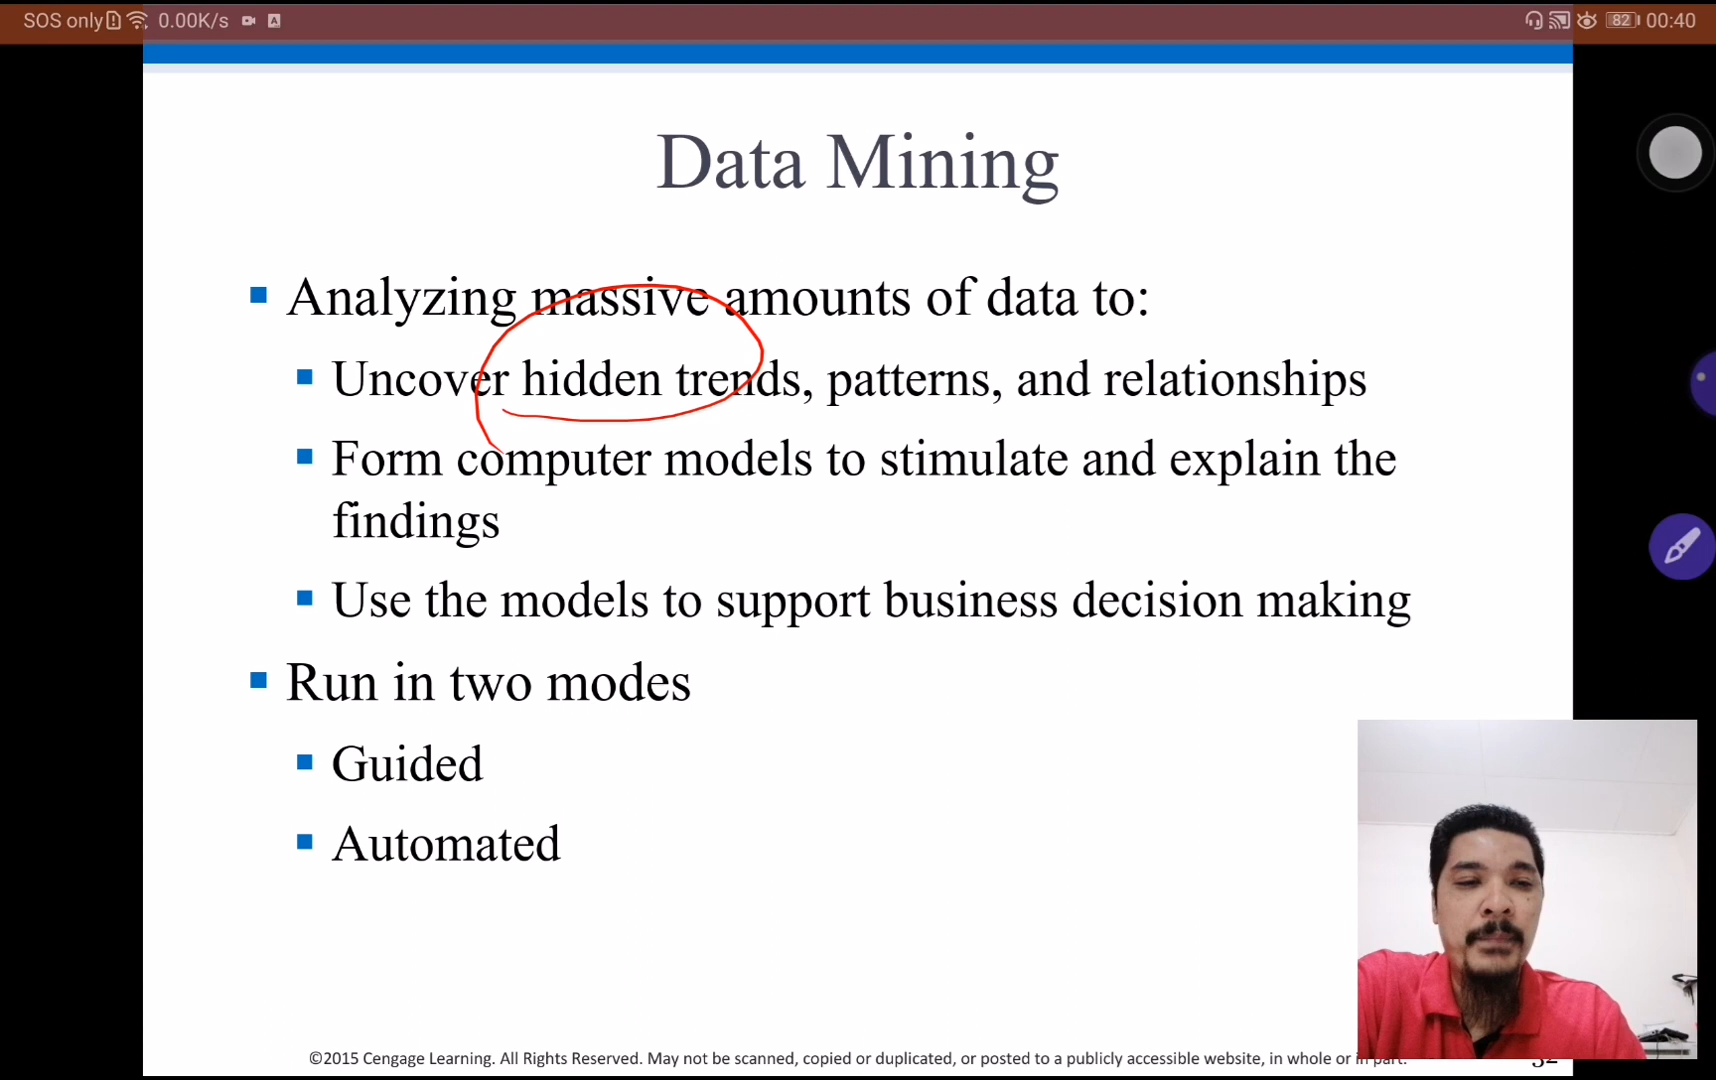 SOS only 0.00K/s A 82 00:40
Data Mining
Analyzing massive amounts of data to:
Uncover hidden trends, patterns, and relationships
Form computer models to stimulate and explain the
findings
Use the models to support business decision making
Run in two modes
Guided
Automated
©2015 Cengage Learning. All Rights Reserved. May not be scanned, copied or duplicated, or posted to a publicly accessible website, in whole or in part.